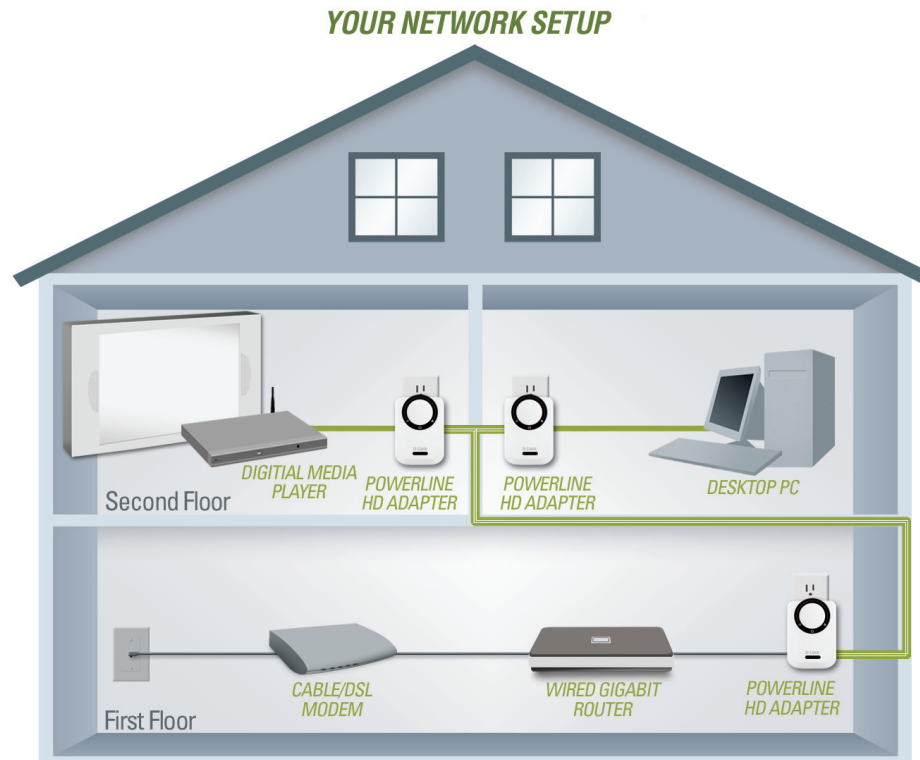 YOUR NETWORK SETUP
DIGITIAL MEDIA
PLAYER
POWERLINE
HD ADAPTER
POWERLINE
HD ADAPTER
DESKTOP PC
Second Floor
CABLE/DSL
MODEM
WIRED GIGABIT
ROUTER
POWERLINE
HD ADAPTER
First Floor